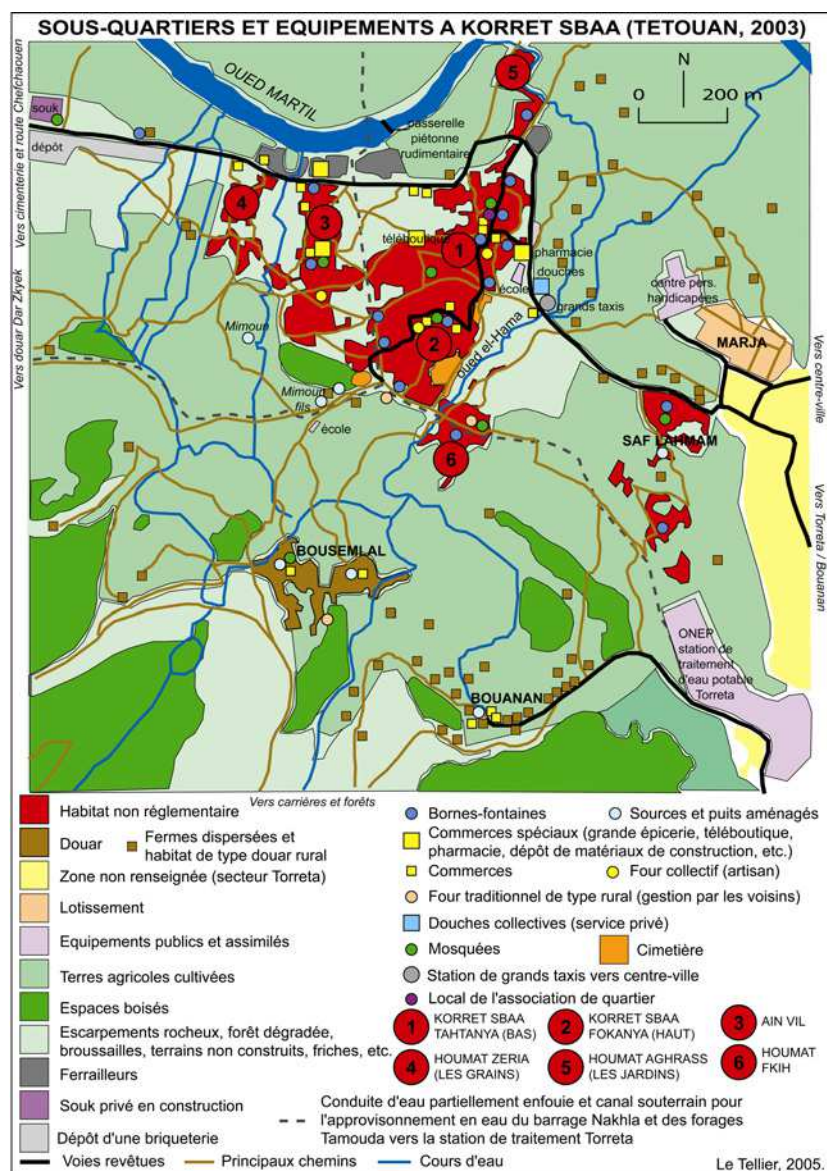 SOUS-QUARTIERS ET EQUIPEMENTS A KORRET SBAA (TETOUAN, 2003)
Vers cimenterie et route Chefchaouen
OUED MARTIL
N
0 200 m
souk
dépôt
passerelle
piétonne
rudimentaire
5
4
3
téléboutique
1
pharmacie
douches
école
grands taxis
centre pers.
handicapées
MARJA
Vers centre-ville
Vers douar Dar Zkyek
Mimoun
2
oued el-Hama
Mimoun
fils
école
6
SAF LAHMAM
Vers Torreta / Bouanan
BOUSEMLAL
ONEP
station de
traitement
d'eau potable
Torreta
BOUANAN
Vers carrières et forêts
Habitat non réglementaire
Douar
Fermes dispersées et
habitat de type douar rural
Zone non renseignée (secteur Torreta)
Lotissement
Equipements publics et assimilés
Terres agricoles cultivées
Espaces boisés
Escarpements rocheux, forêt dégradée,
broussailles, terrains non construits, friches, etc.
Ferrailleurs
Souk privé en construction
Dépôt d'une briqueterie
Bornes-fontaines
Sources et puits aménagés
Commerces spéciaux (grande épicerie, téléboutique,
pharmacie, dépôt de matériaux de construction, etc.)
Commerces
Four collectif (artisan)
Four traditionnel de type rural (gestion par les voisins)
Douches collectives (service privé)
Mosquées
Cimetière
Station de grands taxis vers centre-ville
Local de l'association de quartier
1 KORRET SBAA
TAHTANYA (BAS)
2 KORRET SBAA
FOKANYA (HAUT)
3 AIN VIL
4 HOUMAT ZERIA
(LES GRAINS)
5 HOUMAT AGHRASS
(LES JARDINS)
6 HOUMAT
FKIH
Conduite d'eau partiellement enfouie et canal souterrain pour
l'approvisonnement en eau du barrage Nakhla et des forages
Tamouda vers la station de traitement Torreta
Voies revêtues
Principaux chemins
Cours d'eau
Le Tellier, 2005